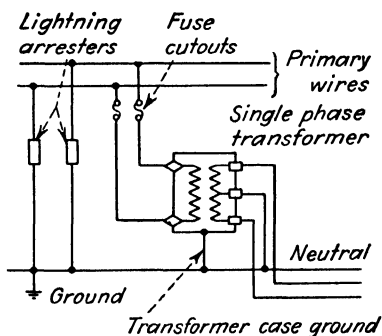 Lightning
arresters
Fuse
cutouts
Primary
wires
Single phase
transformer
Neutral
Ground
Transformer case ground